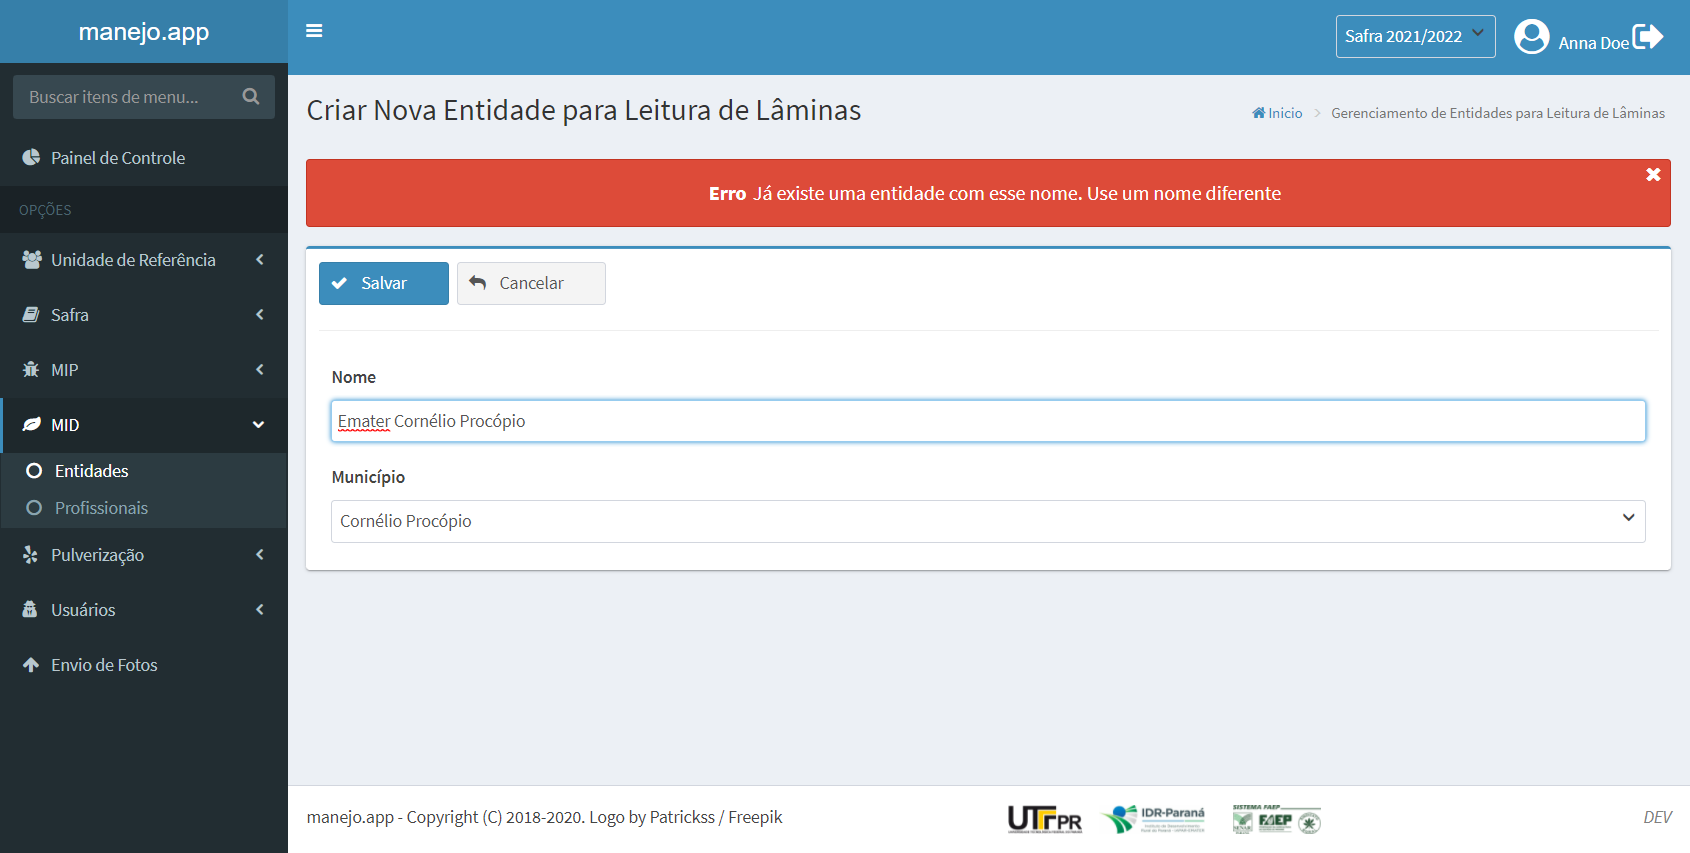 manejo.app
Safra 2021/2022
Anna Doe
Buscar itens de menu...
Painel de Controle
OPÇÕES
Unidade de Referência
Safra
MIP
MID
Entidades
Profissionais
Pulverização
Usuários
Envio de Fotos
Criar Nova Entidade para Leitura de Lâminas
Inicio > Gerenciamento de Entidades para Leitura de Lâminas
Erro Já existe uma entidade com esse nome. Use um nome diferente
Salvar
Cancelar
Nome
Emater Cornélio Procópio
Município
Cornélio Procópio
manejo.app - Copyright (C) 2018-2020. Logo by Patrickss / Freepik
UTFPR
IDR-Paraná
SISTEMA FAEP
SENAR
FAEP
DEV